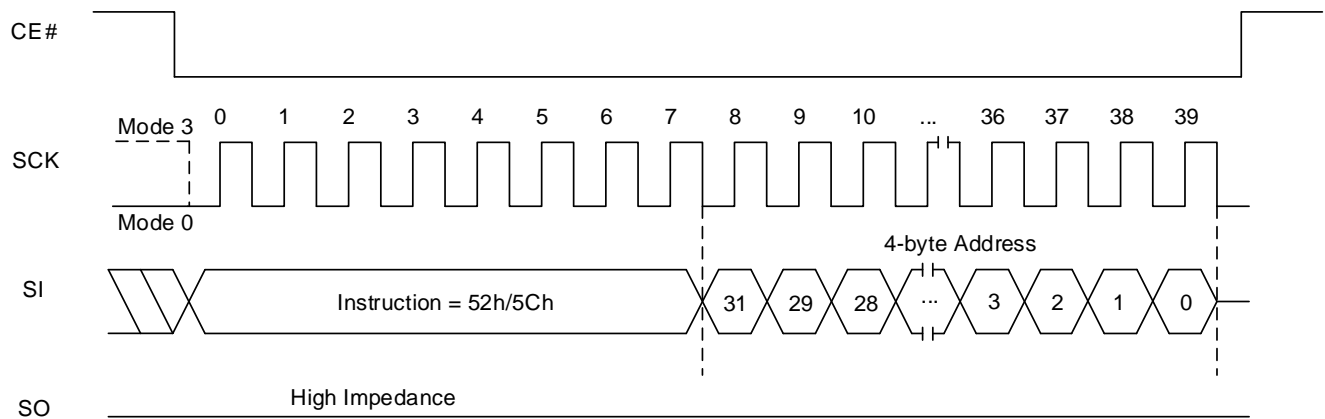 CE#
0 1 2 3 4 5 6 7 8 9 10 ... 36 37 38 39
Mode 3
SCK
Mode 0
4-byte Address
SI
Instruction = 52h/5Ch 31 29 28 ... 3 2 1 0
High Impedance
SO